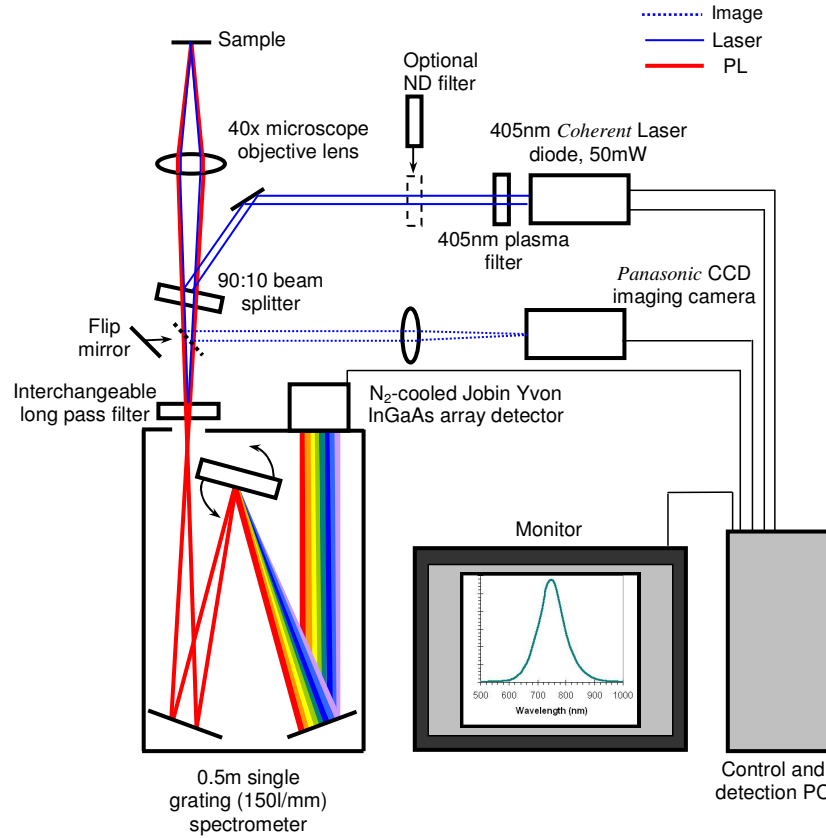 Image
Laser
PL
Sample
Optional
ND filter
40x microscope
objective lens
405nm Coherent Laser
diode, 50mW
405nm plasma
filter
90:10 beam
splitter
Panasonic CCD
imaging camera
Flip
mirror
Interchangeable
long pass filter
N₂-cooled Jobin Yvon
InGaAs array detector
Monitor
500 600 700 800 900 1000
Wavelength (nm)
0.5m single
grating (150l/mm)
spectrometer
Control and
detection PC